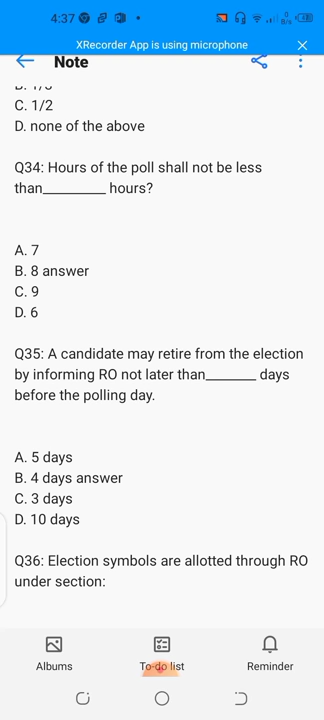 4:37
XRecorder App is using microphone
Note
C. 1/2
D. none of the above
Q34: Hours of the poll shall not be less
than_________ hours?
A. 7
B. 8 answer
C. 9
D. 6
Q35: A candidate may retire from the election
by informing RO not later than_______ days
before the polling day.
A. 5 days
B. 4 days answer
C. 3 days
D. 10 days
Q36: Election symbols are allotted through RO
under section:
Albums
To-do list
Reminder